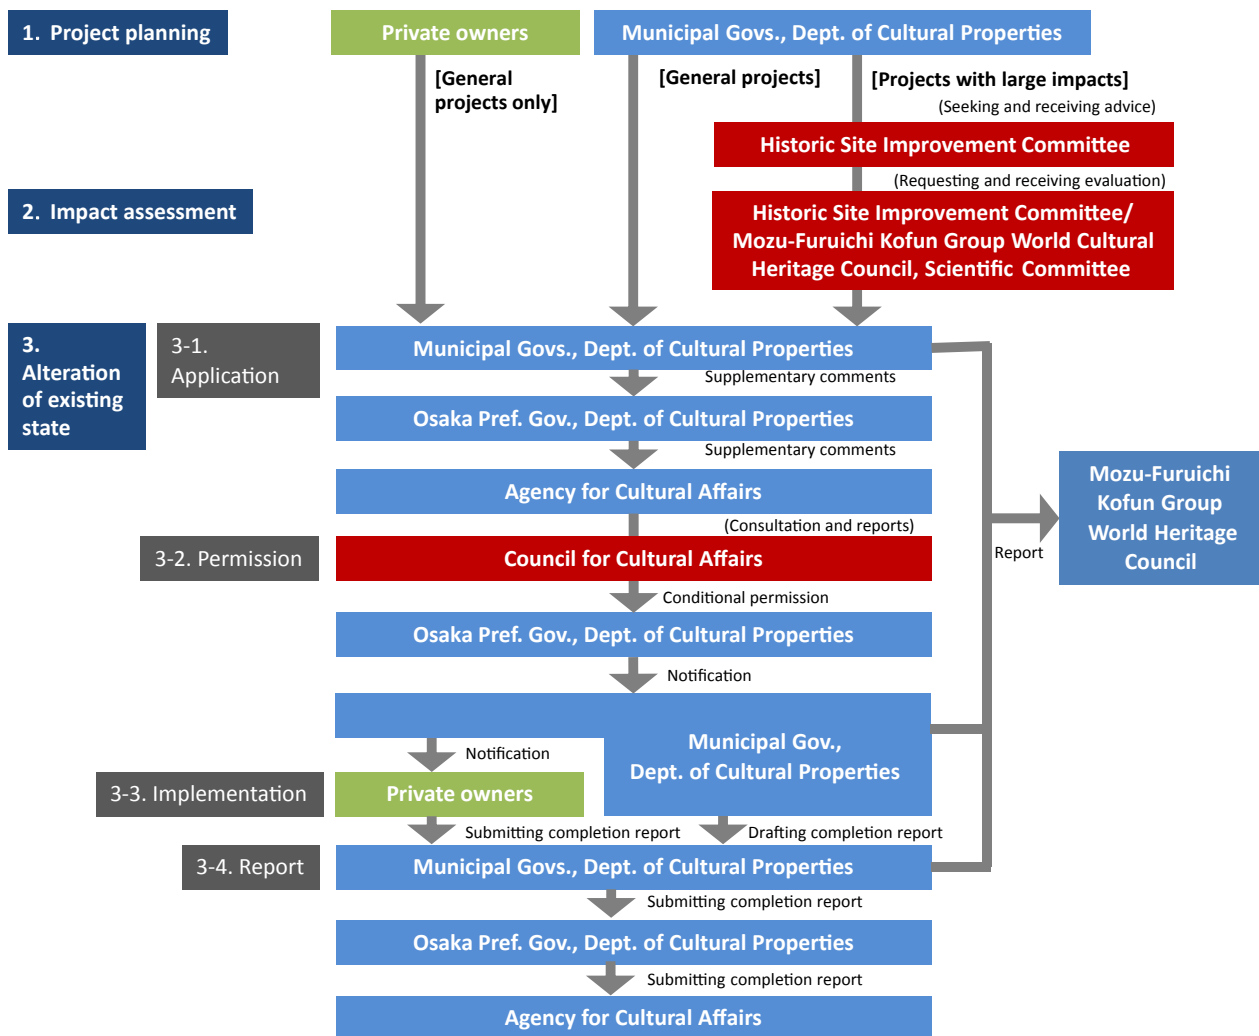 1. Project planning
Private owners
Municipal Govs., Dept. of Cultural Properties
[General
projects only]
[General projects]
[Projects with large impacts]
(Seeking and receiving advice)
Historic Site Improvement Committee
(Requesting and receiving evaluation)
2. Impact assessment
Historic Site Improvement Committee/
Mozu-Furuichi Kofun Group World Cultural
Heritage Council, Scientific Committee
3.
Alteration
of existing
state
3-1.
Application
Municipal Govs., Dept. of Cultural Properties
Supplementary comments
Osaka Pref. Gov., Dept. of Cultural Properties
Supplementary comments
Agency for Cultural Affairs
(Consultation and reports)
3-2. Permission
Council for Cultural Affairs
Conditional permission
Osaka Pref. Gov., Dept. of Cultural Properties
Notification
Mozu-Furuichi
Kofun Group
World Heritage
Council
Report
Municipal Gov.,
Dept. of Cultural Properties
Notification
3-3. Implementation
Private owners
Submitting completion report
Drafting completion report
3-4. Report
Municipal Govs., Dept. of Cultural Properties
Submitting completion report
Osaka Pref. Gov., Dept. of Cultural Properties
Submitting completion report
Agency for Cultural Affairs